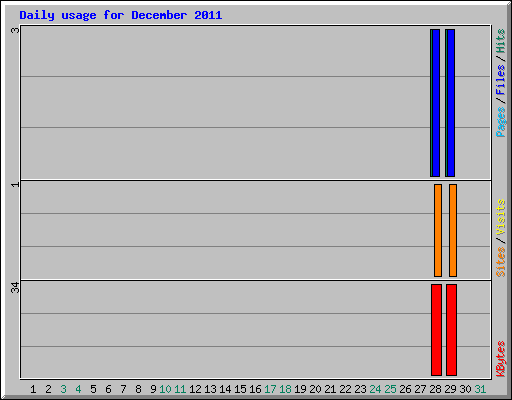 Daily usage for December 2011
3
1
34
Pages / Files / Hits
Sites / Visits
KBytes
1 2 3 4 5 6 7 8 9 10 11 12 13 14 15 16 17 18 19 20 21 22 23 24 25 26 27 28 29 30 31